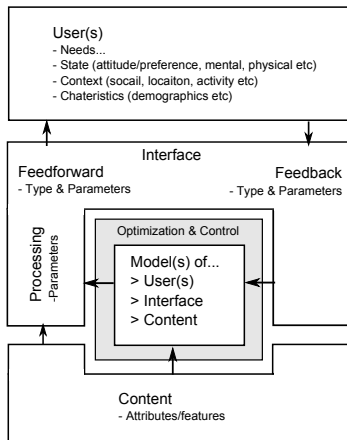 User(s)
- Needs...
- State (attitude/preference, mental, physical etc)
- Context (socail, locaiton, activity etc)
- Chateristics (demographics etc)
Interface
Feedforward
- Type & Parameters
Feedback
- Type & Parameters
Processing
-Parameters
Optimization & Control
Model(s) of...
> User(s)
> Interface
> Content
Content
- Attributes/features